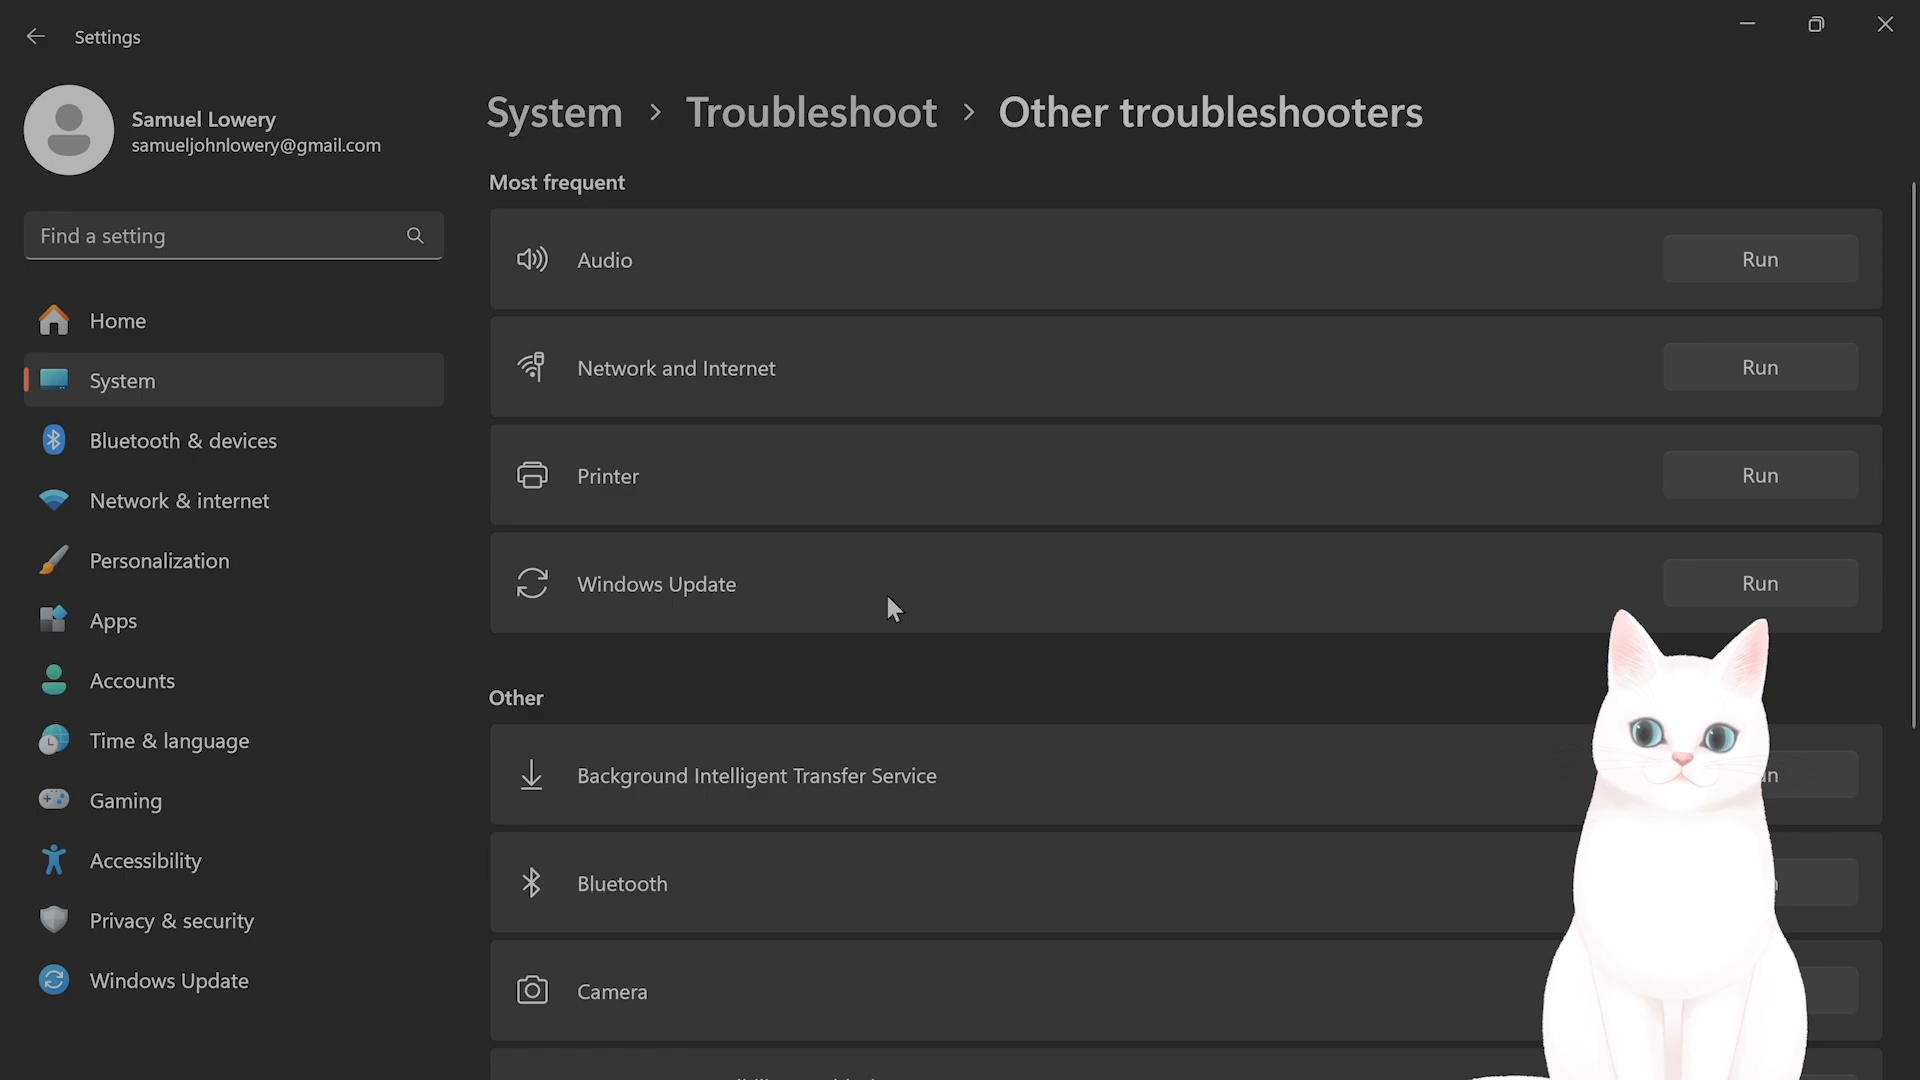 Settings
Samuel Lowery
samueljohnlowery@gmail.com
Find a setting
Home
System
Bluetooth & devices
Network & internet
Personalization
Apps
Accounts
Time & language
Gaming
Accessibility
Privacy & security
Windows Update
System > Troubleshoot > Other troubleshooters
Most frequent
Audio Run
Network and Internet Run
Printer Run
Windows Update Run
Other
Background Intelligent Transfer Service
Bluetooth
Camera